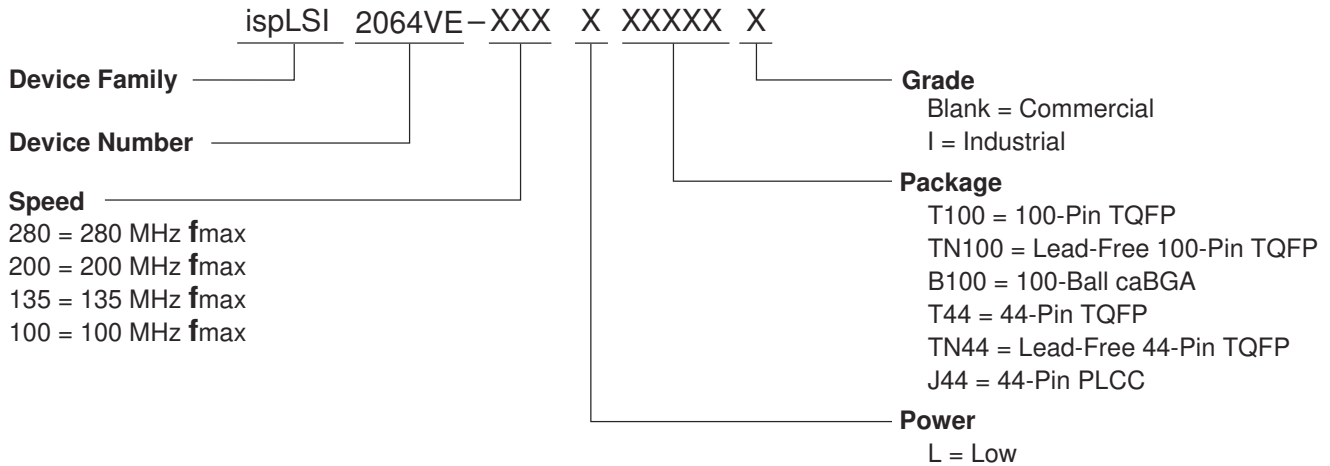 ispLSI 2064VE – XXX X XXXXX X
Device Family
Device Number
Speed
280 = 280 MHz fmax
200 = 200 MHz fmax
135 = 135 MHz fmax
100 = 100 MHz fmax
Grade
Blank = Commercial
I = Industrial
Package
T100 = 100-Pin TQFP
TN100 = Lead-Free 100-Pin TQFP
B100 = 100-Ball caBGA
T44 = 44-Pin TQFP
TN44 = Lead-Free 44-Pin TQFP
J44 = 44-Pin PLCC
Power
L = Low